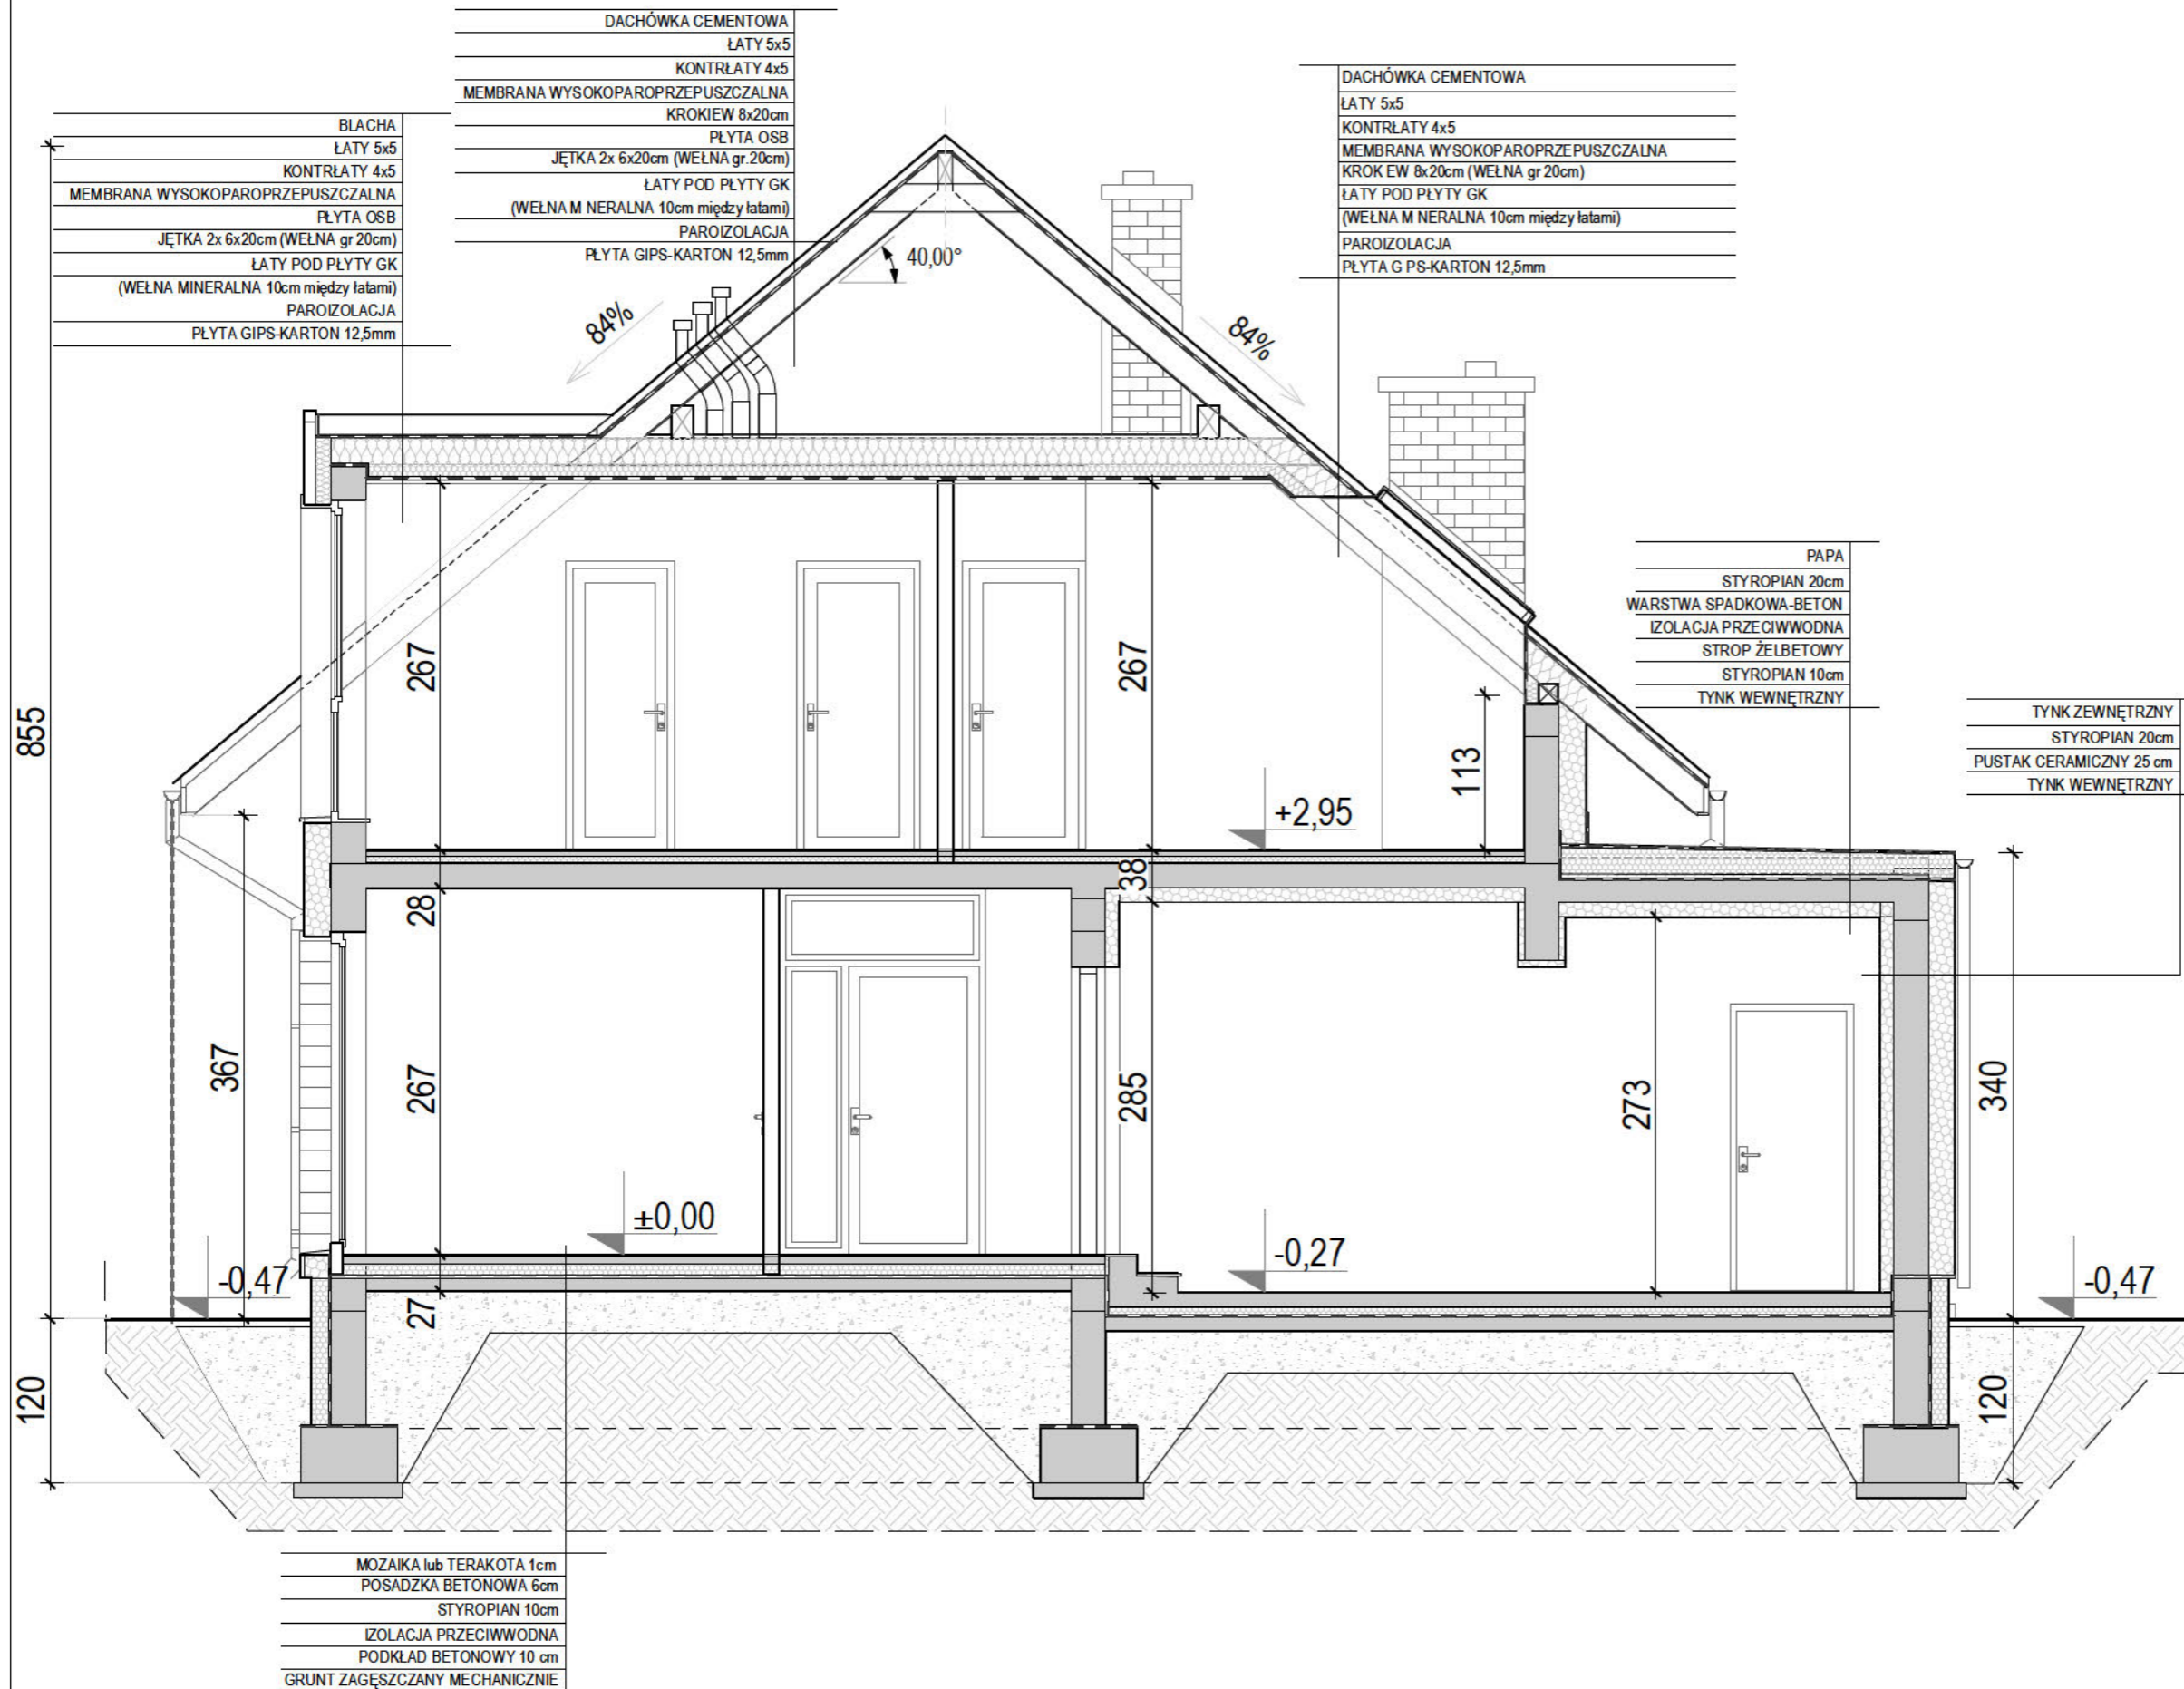 DACHÓWKA CEMENTOWA
ŁATY 5x5
KONTRŁATY 4x5
MEMBRANA WYSOKOPAROPRZEPUSZCZALNA
KROKIEW 8x20cm
PŁYTA OSB
JĘTKA 2x 6x20cm (WEŁNA gr.20cm)
ŁATY POD PŁYTY GK
(WEŁNA M NERALNA 10cm między łatami)
PAROIZOLACJA
PŁYTA GIPS-KARTON 12,5mm
BLACHA
ŁATY 5x5
KONTRŁATY 4x5
MEMBRANA WYSOKOPAROPRZEPUSZCZALNA
PŁYTA OSB
JĘTKA 2x 6x20cm (WEŁNA gr 20cm)
ŁATY POD PŁYTY GK
(WEŁNA MINERALNA 10cm między łatami)
PAROIZOLACJA
PŁYTA GIPS-KARTON 12,5mm
DACHÓWKA CEMENTOWA
ŁATY 5x5
KONTRŁATY 4x5
MEMBRANA WYSOKOPAROPRZEPUSZCZALNA
KROK EW 8x20cm (WEŁNA gr 20cm)
ŁATY POD PŁYTY GK
(WEŁNA M NERALNA 10cm między łatami)
PAROIZOLACJA
PŁYTA G PS-KARTON 12,5mm
40,00°
84%
84%
PAPA
STYROPIAN 20cm
WARSTWA SPADKOWA-BETON
IZOLACJA PRZECIWWODNA
STROP ŻELBETOWY
STYROPIAN 10cm
TYNK WEWNĘTRZNY
TYNK ZEWNĘTRZNY
STYROPIAN 20cm
PUSTAK CERAMICZNY 25 cm
TYNK WEWNĘTRZNY
855
267
267
113
+2,95
38
28
367
267
285
273
340
±0,00
-0,27
-0,47
-0,47
27
120
120
MOZAIKA lub TERAKOTA 1cm
POSADZKA BETONOWA 6cm
STYROPIAN 10cm
IZOLACJA PRZECIWWODNA
PODKŁAD BETONOWY 10 cm
GRUNT ZAGĘSZCZANY MECHANICZNIE